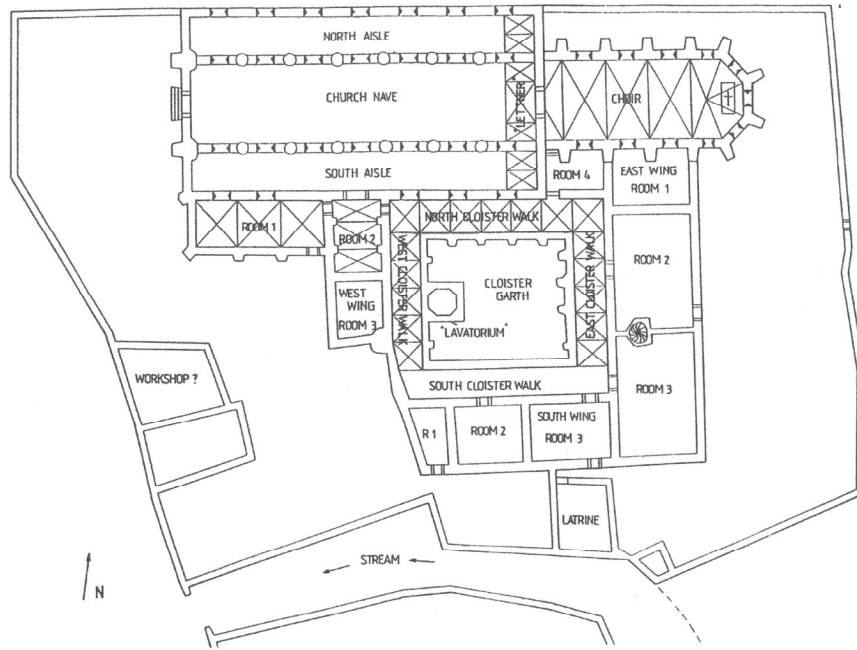 NORTH AISLE
CHURCH NAVE
"LETTNER"
CHOIR
SOUTH AISLE
ROOM 4
EAST WING
ROOM 1
ROOM 1
ROOM 2
NORTH CLOISTER WALK
WEST CLOISTER WALK
CLOISTER
GARTH
EAST CLOISTER WALK
ROOM 2
WEST
WING
ROOM 3
"LAVATORIUM"
WORKSHOP ?
SOUTH CLOISTER WALK
ROOM 3
R 1
ROOM 2
SOUTH WING
ROOM 3
LATRINE
STREAM
N